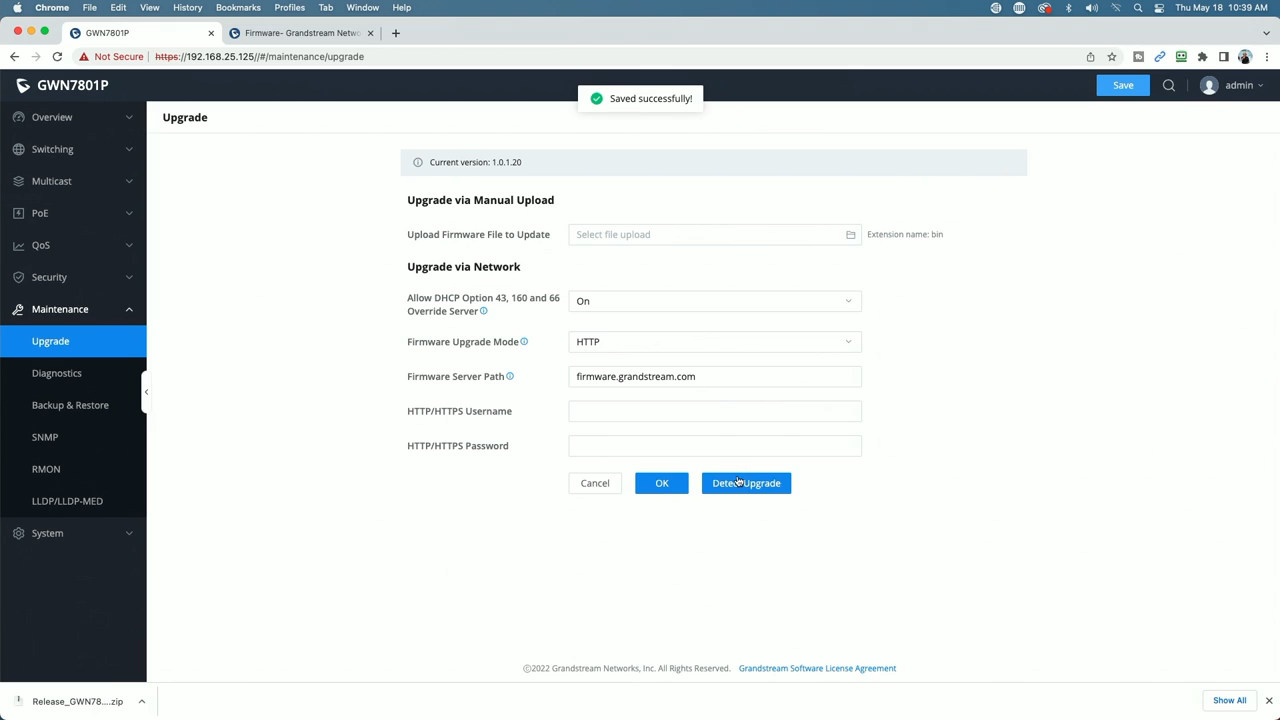 Chrome File Edit View History Bookmarks Profiles Tab Window Help
Thu May 18 10:39 AM
GWN7801P
Firmware- Grandstream Netwo
Not Secure https://192.168.25.125//#/maintenance/upgrade
GWN7801P
Saved successfully!
Save
admin
Overview
Switching
Multicast
PoE
QoS
Security
Maintenance
Upgrade
Diagnostics
Backup & Restore
SNMP
RMON
LLDP/LLDP-MED
System
Upgrade
Current version: 1.0.1.20
Upgrade via Manual Upload
Upload Firmware File to Update Select file upload Extension name: bin
Upgrade via Network
Allow DHCP Option 43, 160 and 66
Override Server
On
Firmware Upgrade Mode HTTP
Firmware Server Path firmware.grandstream.com
HTTP/HTTPS Username
HTTP/HTTPS Password
Cancel OK Detect Upgrade
©2022 Grandstream Networks, Inc. All Rights Reserved. Grandstream Software License Agreement
Release_GWN78....zip
Show All